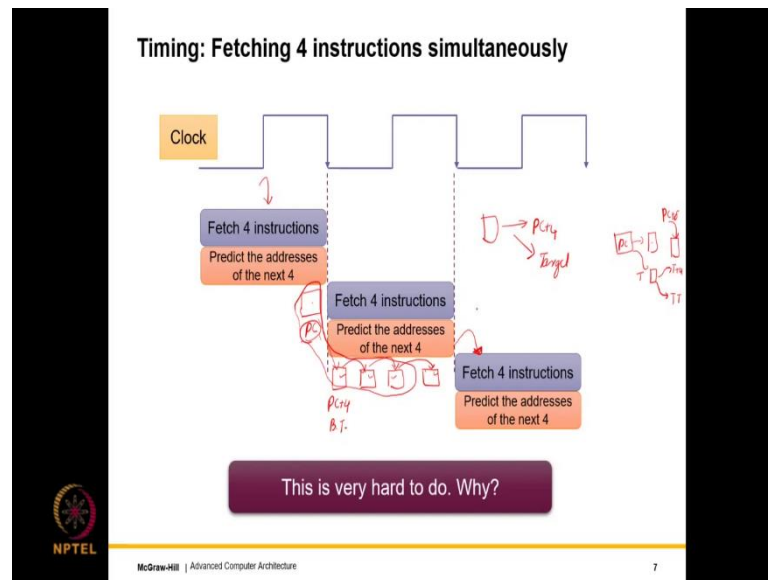 Timing: Fetching 4 instructions simultaneously
Clock
Fetch 4 instructions
Predict the addresses
of the next 4
Fetch 4 instructions
Predict the addresses
of the next 4
Fetch 4 instructions
Predict the addresses
of the next 4
PC
PC+4
B.T.
PC+4
Target
PC
T
TT
This is very hard to do. Why?
NPTEL
McGraw-Hill | Advanced Computer Architecture
7